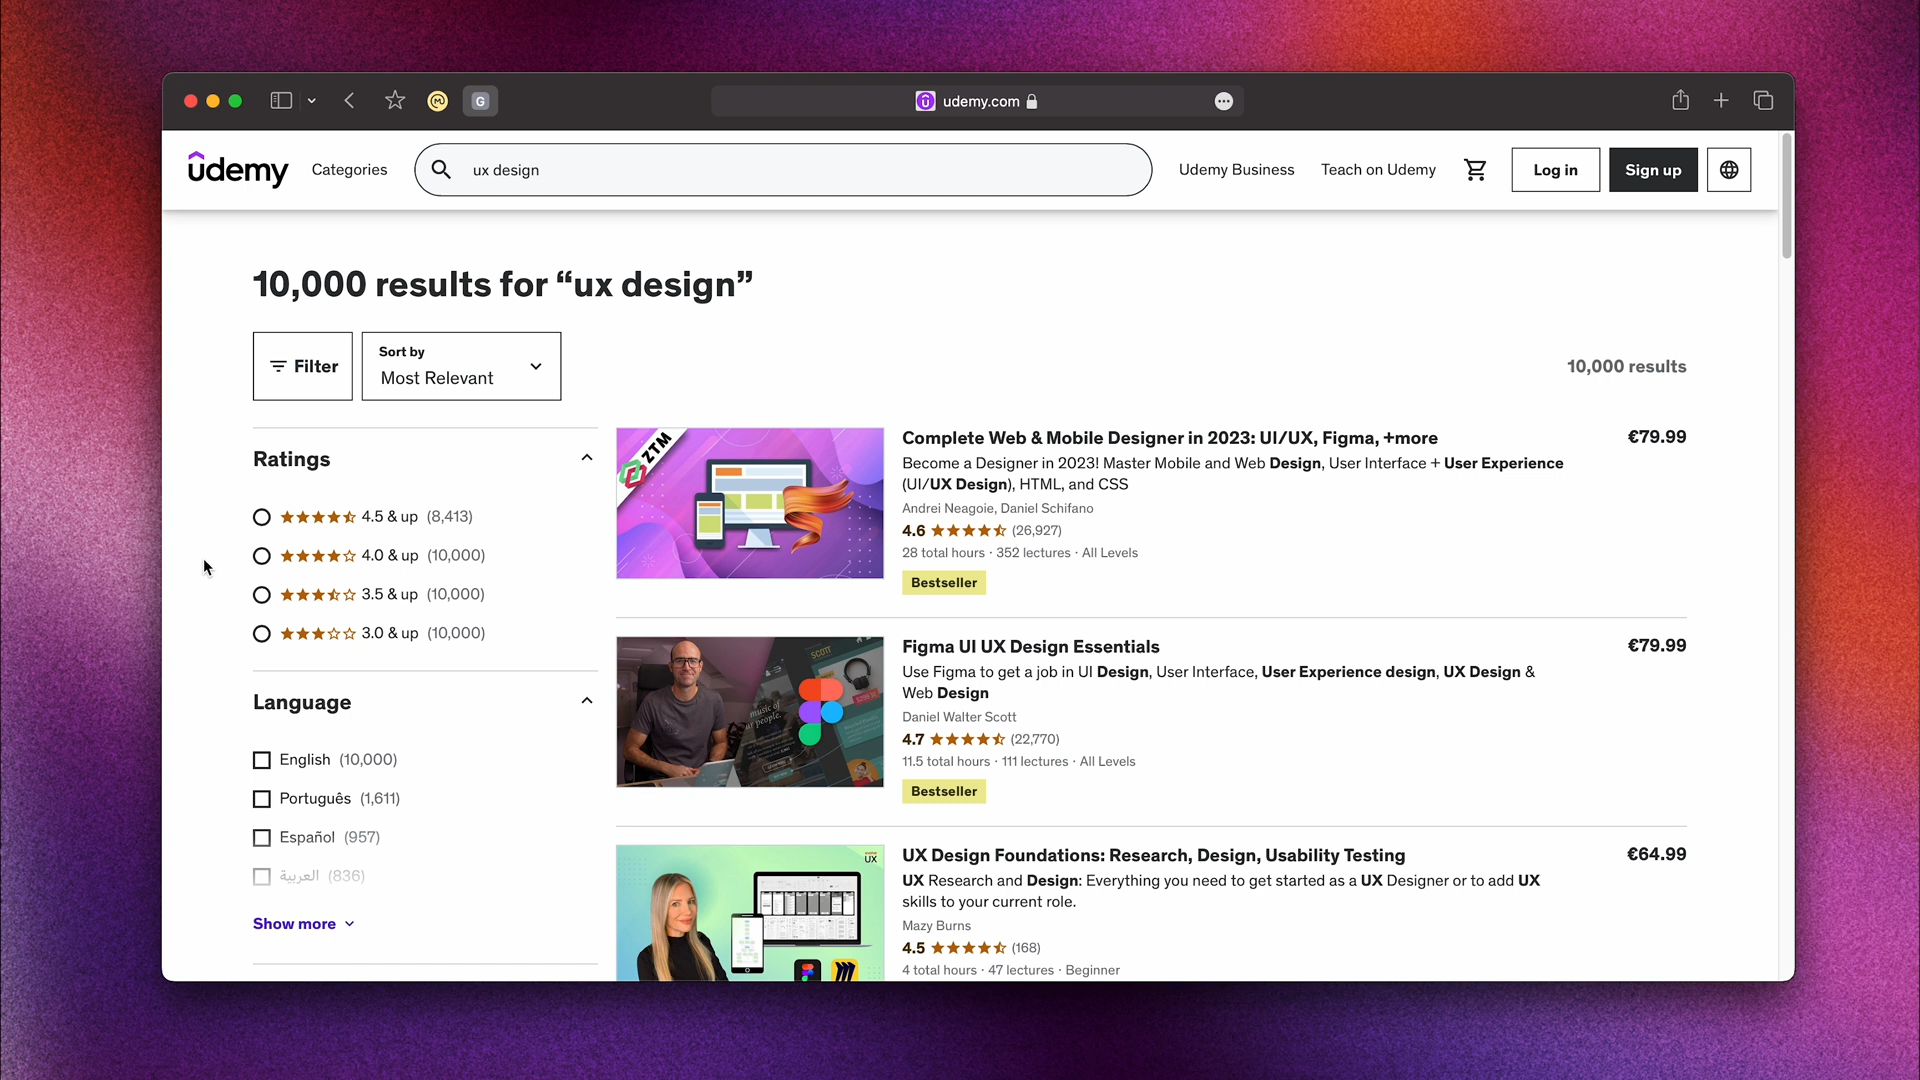 G
udemy.com
udemy
Categories
ux design
Udemy Business
Teach on Udemy
Log in
Sign up
10,000 results for “ux design”
Filter
Sort by
Most Relevant
10,000 results
Ratings
4.5 & up (8,413)
4.0 & up (10,000)
3.5 & up (10,000)
3.0 & up (10,000)
Language
English (10,000)
Português (1,611)
Español (957)
العربية (836)
Show more
ZTM
Complete Web & Mobile Designer in 2023: UI/UX, Figma, +more
€79.99
Become a Designer in 2023! Master Mobile and Web Design, User Interface + User Experience
(UI/UX Design), HTML, and CSS
Andrei Neagoie, Daniel Schifano
4.6 (26,927)
28 total hours · 352 lectures · All Levels
Bestseller
SCOTT
music of
ur people.
Figma UI UX Design Essentials
€79.99
Use Figma to get a job in UI Design, User Interface, User Experience design, UX Design &
Web Design
Daniel Walter Scott
4.7 (22,770)
11.5 total hours · 111 lectures · All Levels
Bestseller
UX
UX Design Foundations: Research, Design, Usability Testing
€64.99
UX Research and Design: Everything you need to get started as a UX Designer or to add UX
skills to your current role.
Mazy Burns
4.5 (168)
4 total hours · 47 lectures · Beginner